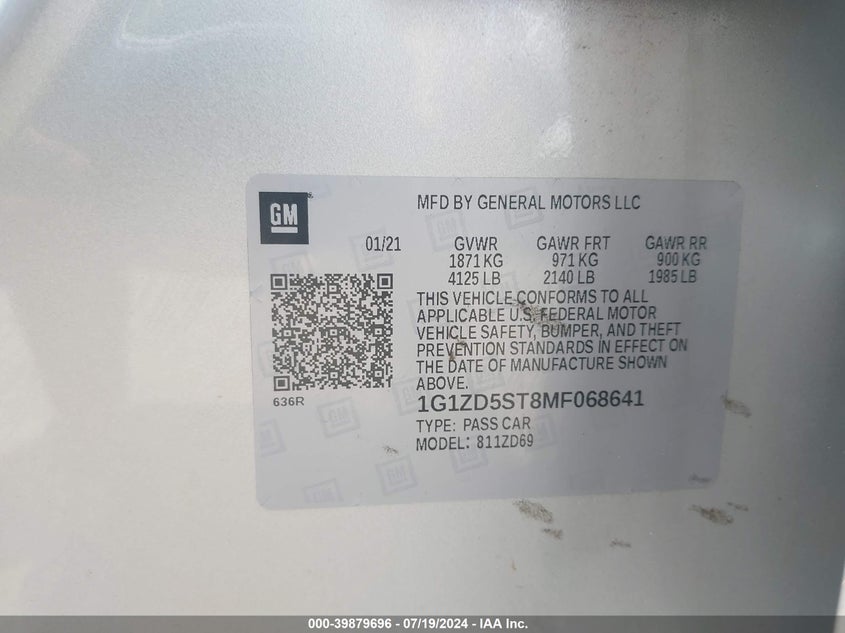 GM
MFD BY GENERAL MOTORS LLC
01/21 GVWR GAWR FRT GAWR RR
1871 KG 971 KG 900 KG
4125 LB 2140 LB 1985 LB
THIS VEHICLE CONFORMS TO ALL
APPLICABLE U.S. FEDERAL MOTOR
VEHICLE SAFETY, BUMPER, AND THEFT
PREVENTION STANDARDS IN EFFECT ON
THE DATE OF MANUFACTURE SHOWN
ABOVE.
636R
1G1ZD5ST8MF068641
TYPE: PASS CAR
MODEL: 811ZD69
000-39879696 - 07/19/2024 - IAA Inc.